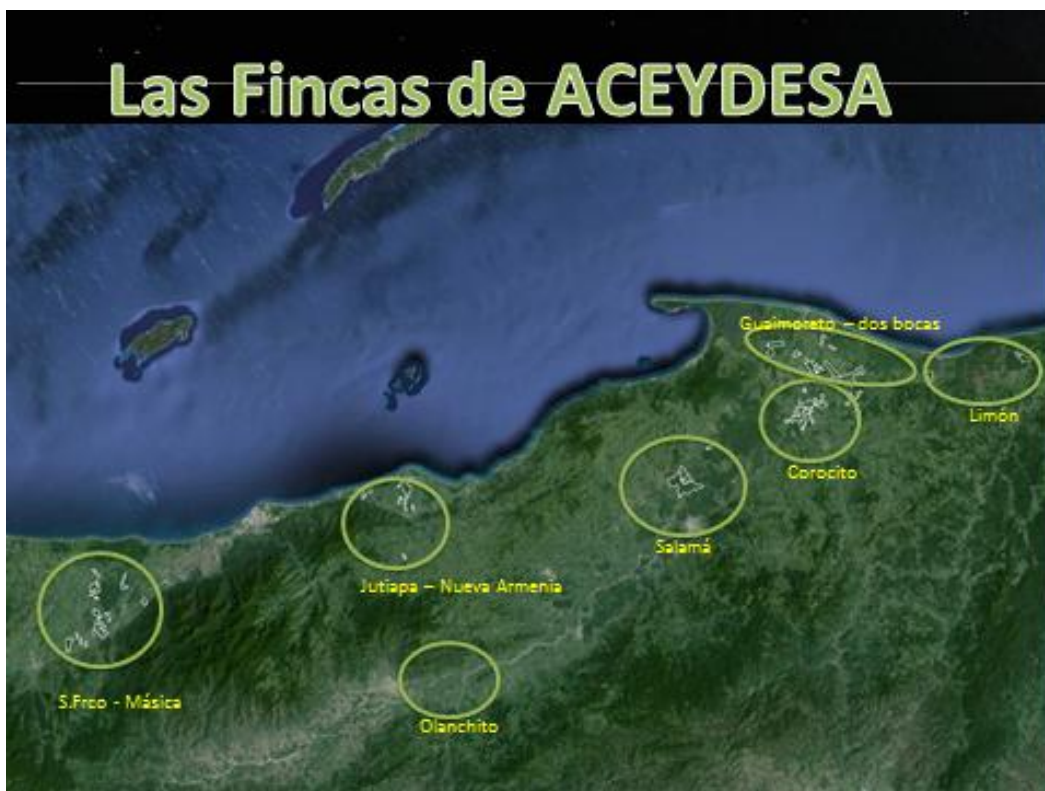 Las Fincas de ACEYDESA
Guaimoreto – dos bocas
Limón
Corocito
Salamá
Jutiapa – Nueva Armenia
S.Frco - Másica
Olanchito